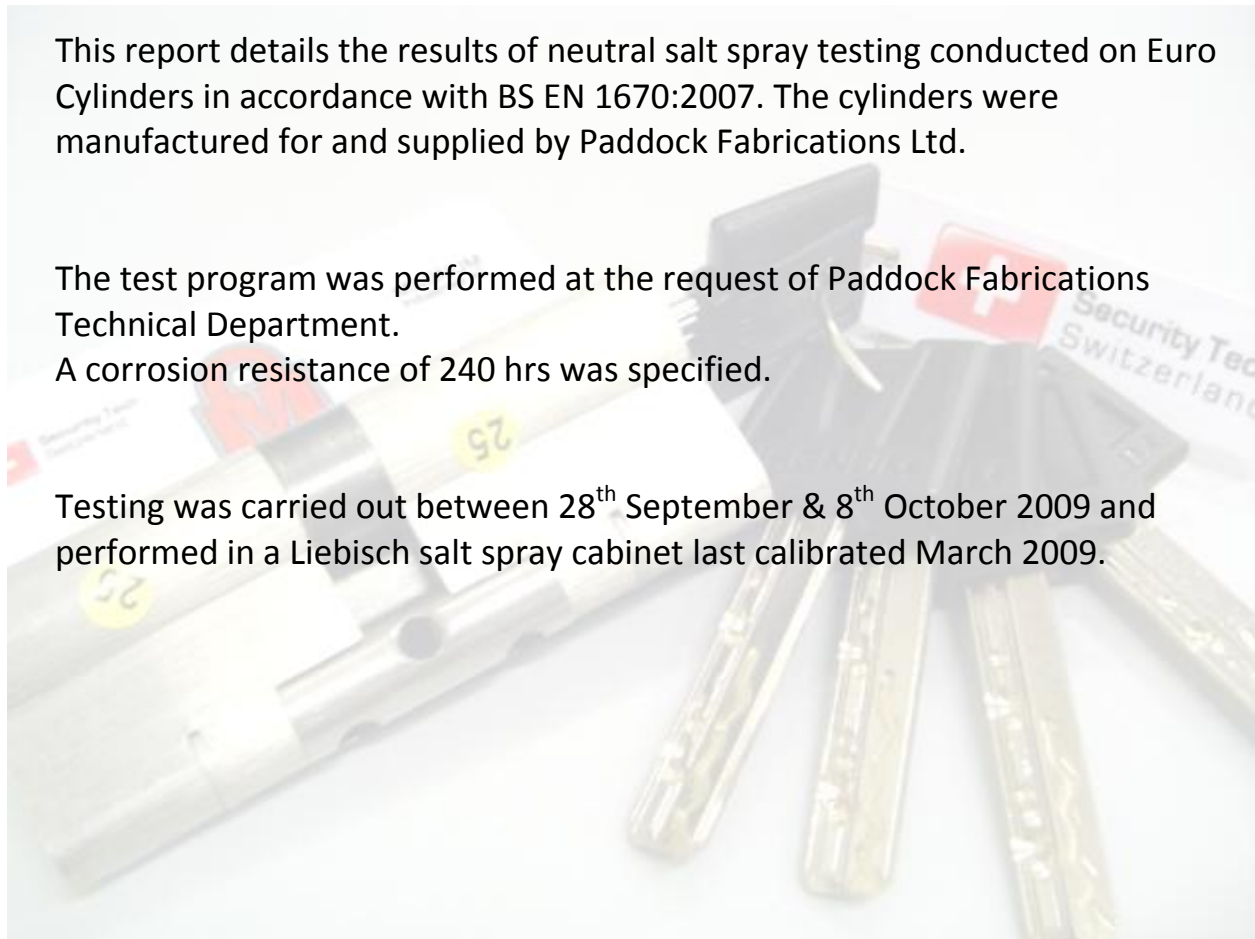 This report details the results of neutral salt spray testing conducted on Euro
Cylinders in accordance with BS EN 1670:2007. The cylinders were
manufactured for and supplied by Paddock Fabrications Ltd.
The test program was performed at the request of Paddock Fabrications
Technical Department.
A corrosion resistance of 240 hrs was specified.
Testing was carried out between 28th September & 8th October 2009 and
performed in a Liebisch salt spray cabinet last calibrated March 2009.
Security Tec
Switzerland
25
25